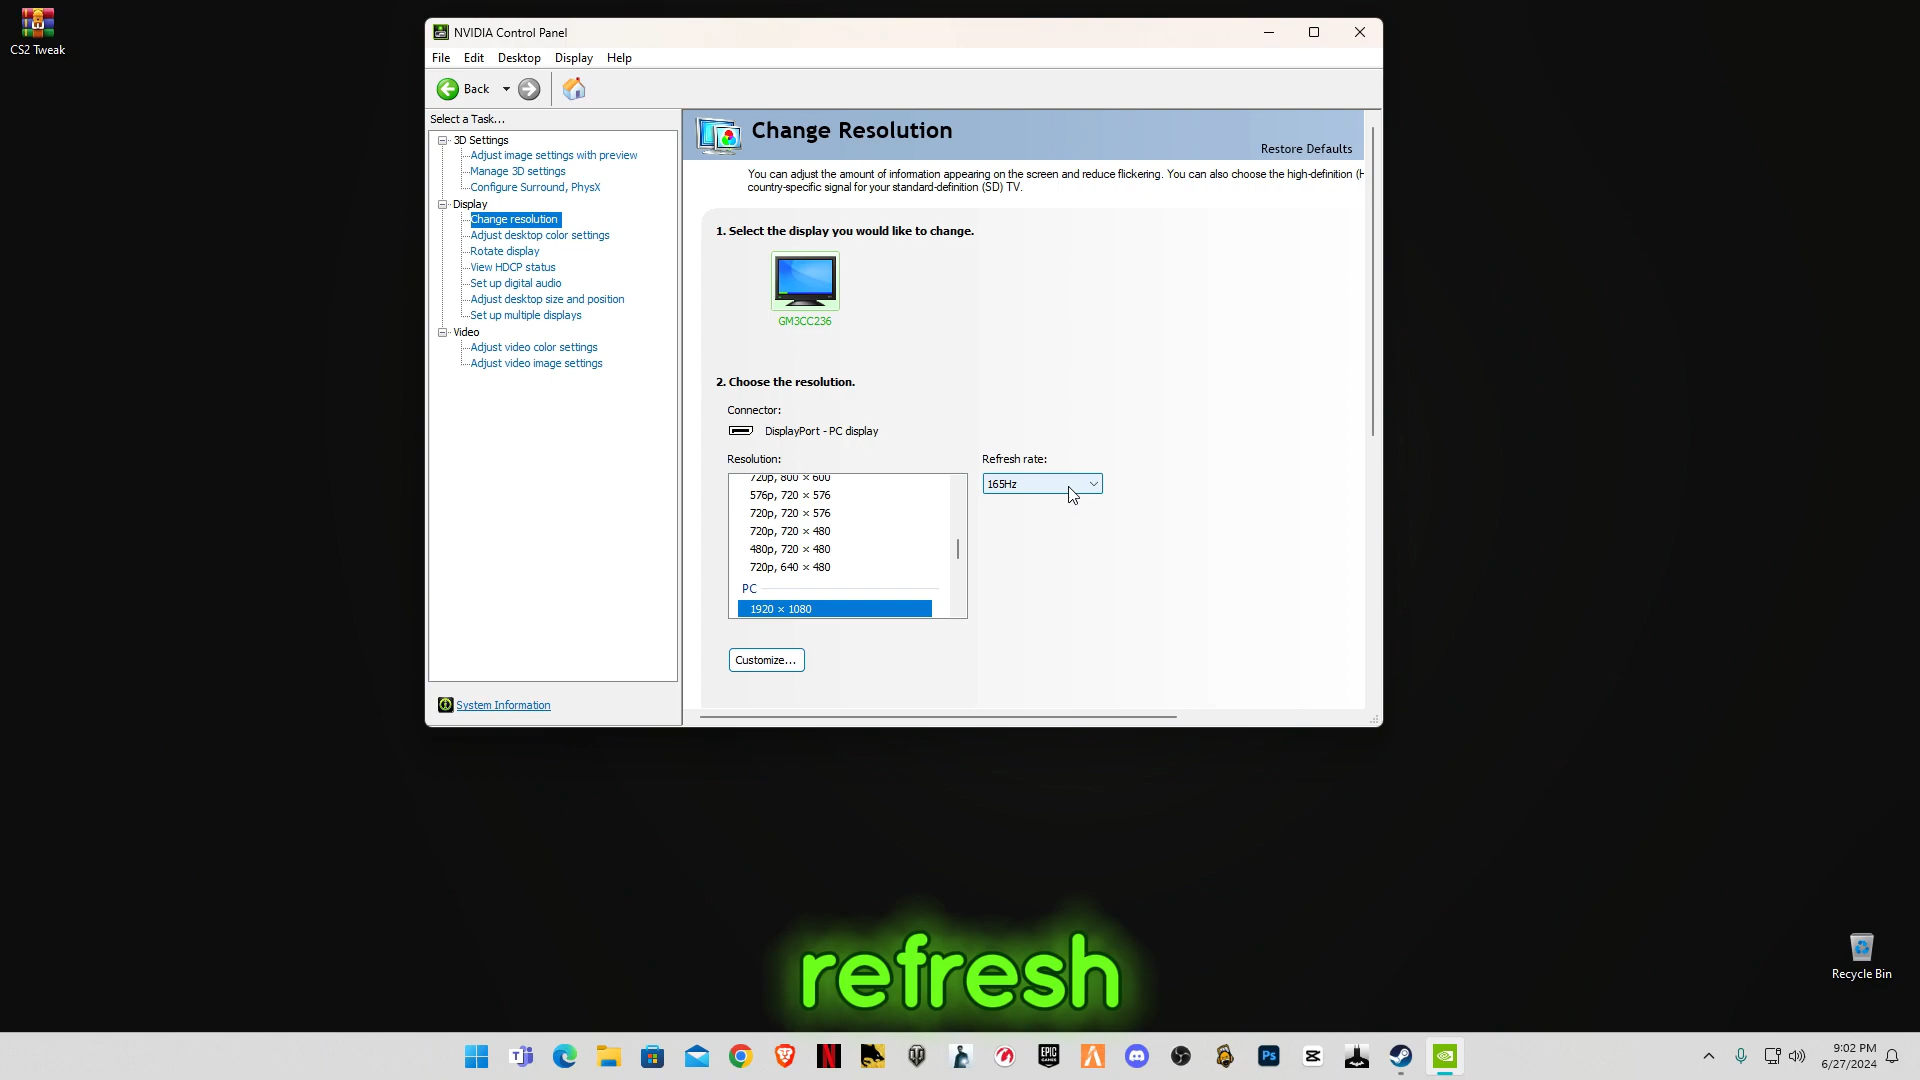 CS2 Tweak
NVIDIA Control Panel
File Edit Desktop Display Help
Back
Select a Task...
3D Settings
Adjust image settings with preview
Manage 3D settings
Configure Surround, PhysX
Display
Change resolution
Adjust desktop color settings
Rotate display
View HDCP status
Set up digital audio
Adjust desktop size and position
Set up multiple displays
Video
Adjust video color settings
Adjust video image settings
System Information
Change Resolution
Restore Defaults
You can adjust the amount of information appearing on the screen and reduce flickering. You can also choose the high-definition (H
country-specific signal for your standard-definition (SD) TV.
1. Select the display you would like to change.
GM3CC236
2. Choose the resolution.
Connector:
DisplayPort - PC display
Resolution:
Refresh rate:
720p, 800 × 600
165Hz
576p, 720 × 576
720p, 720 × 576
720p, 720 × 480
480p, 720 × 480
720p, 640 × 480
PC
1920 × 1080
Customize...
refresh
Recycle Bin
EPIC
GAMES
Ps
9:02 PM
6/27/2024